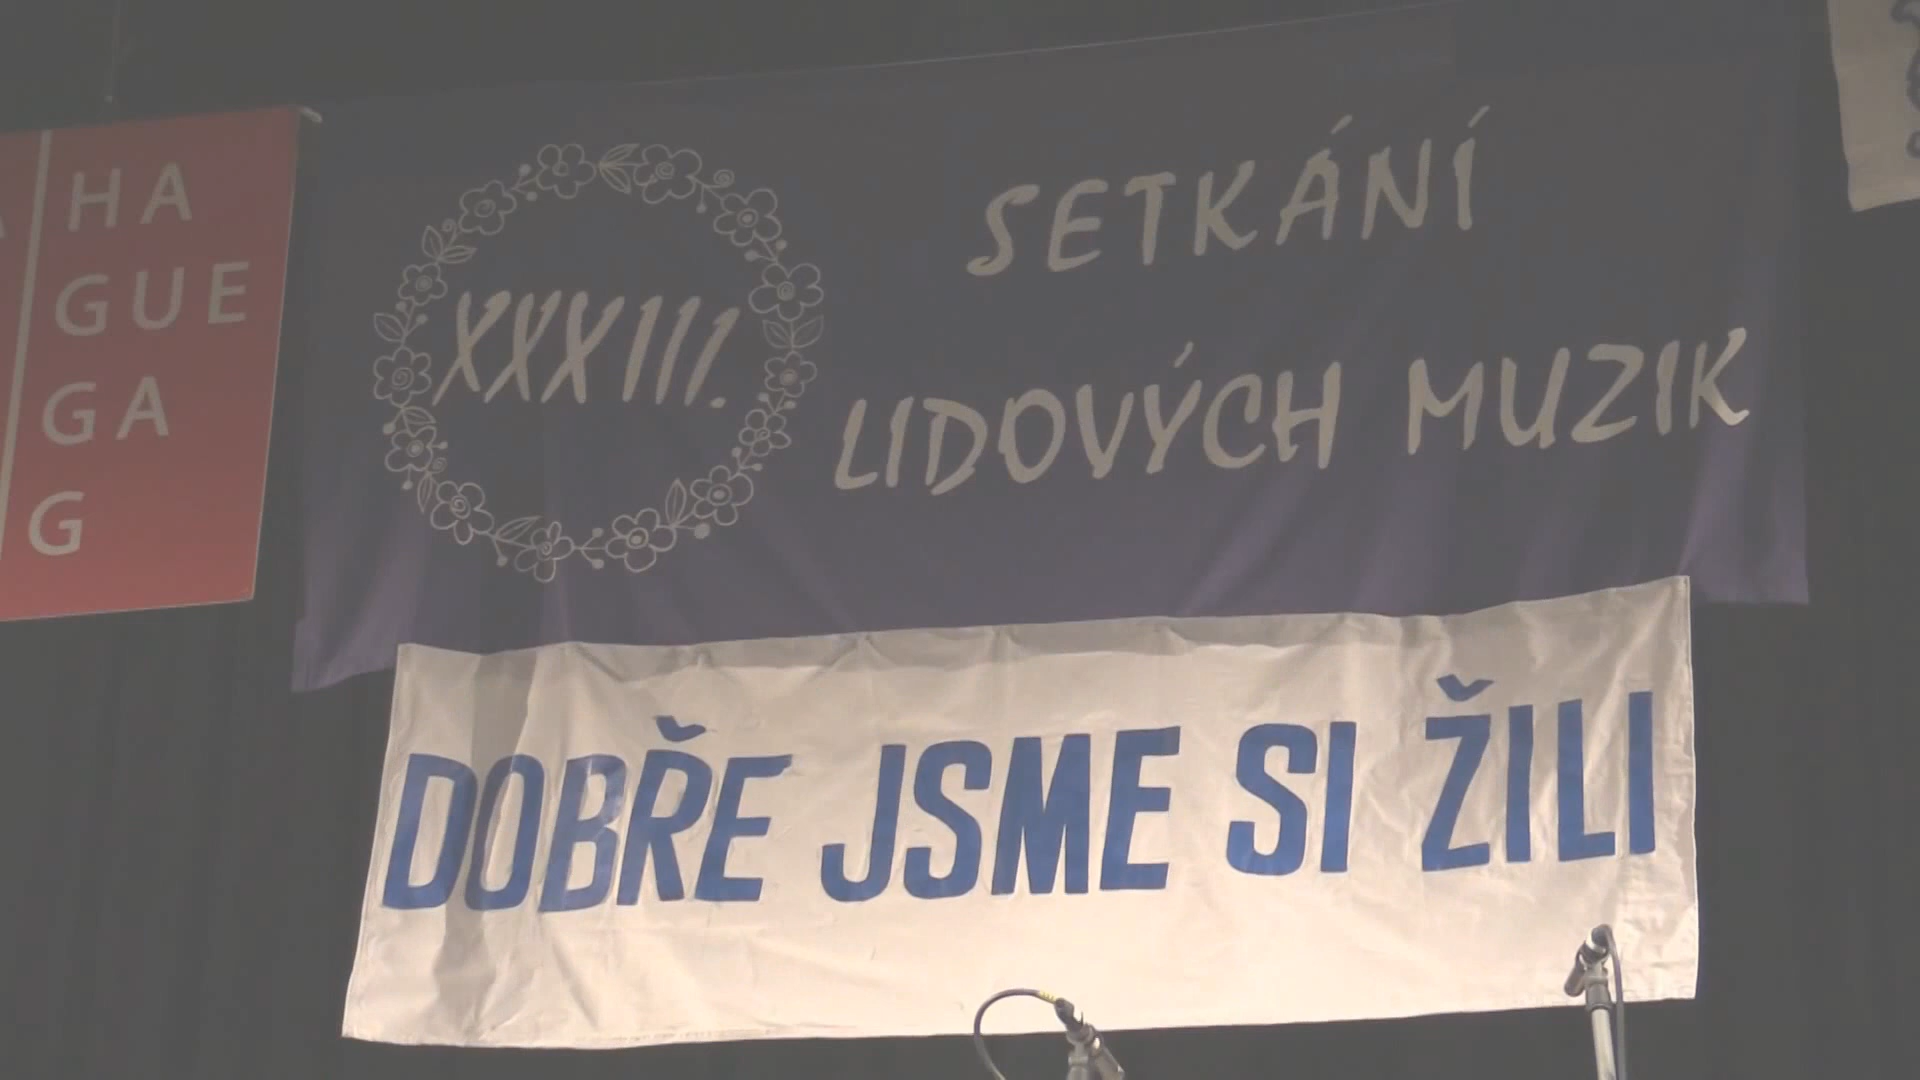 HA
GUE
GA
G
XXXIII.
SETKÁNÍ
LIDOVÝCH MUZIK
DOBŘE JSME SI ŽILI